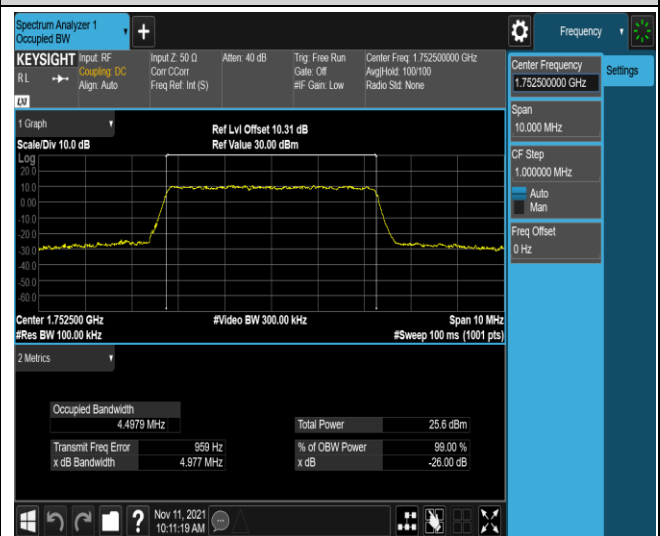 Spectrum Analyzer 1
Occupied BW
+
Frequency
KEYSIGHT
RL
LXI
Input: RF
Coupling: DC
Align: Auto
Input Z: 50 Ω
Corr CCorr
Freq Ref: Int (S)
Atten: 40 dB
Trig: Free Run
Gate: Off
#IF Gain: Low
Center Freq: 1.752500000 GHz
Avg|Hold: 100/100
Radio Std: None
Center Frequency
1.752500000 GHz
Settings
Span
10.000 MHz
CF Step
1.000000 MHz
Auto
Man
Freq Offset
0 Hz
1 Graph
Scale/Div 10.0 dB
Ref Lvl Offset 10.31 dB
Ref Value 30.00 dBm
Log
20.0
10.0
0.00
-10.0
-20.0
-30.0
-40.0
-50.0
-60.0
Center 1.752500 GHz
#Video BW 300.00 kHz
Span 10 MHz
#Res BW 100.00 kHz
#Sweep 100 ms (1001 pts)
2 Metrics
Occupied Bandwidth
4.4979 MHz
Total Power 25.6 dBm
Transmit Freq Error 959 Hz
% of OBW Power 99.00 %
x dB Bandwidth 4.977 MHz
x dB -26.00 dB
?
Nov 11, 2021
10:11:19 AM